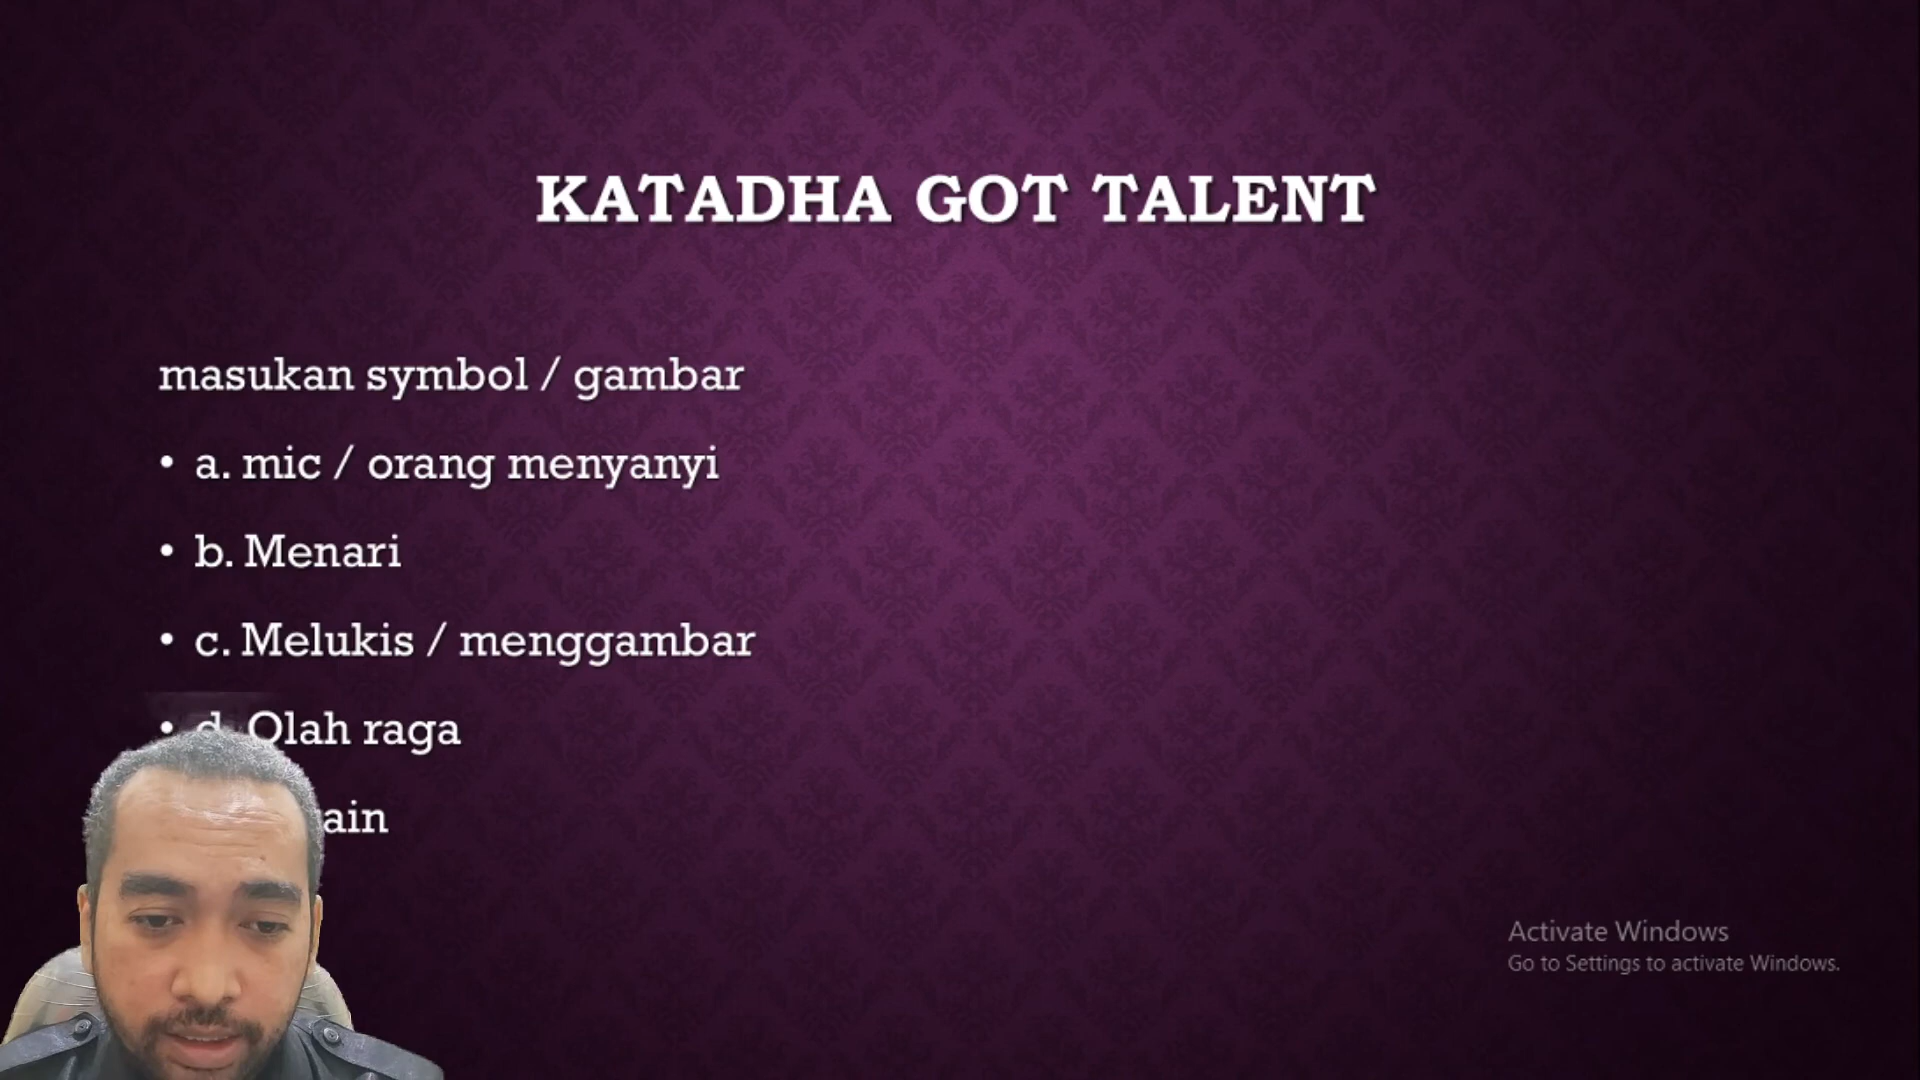 KATADHA GOT TALENT
masukan symbol / gambar
• a. mic / orang menyanyi
• b. Menari
• c. Melukis / menggambar
• d. Olah raga
Activate Windows
Go to Settings to activate Windows.